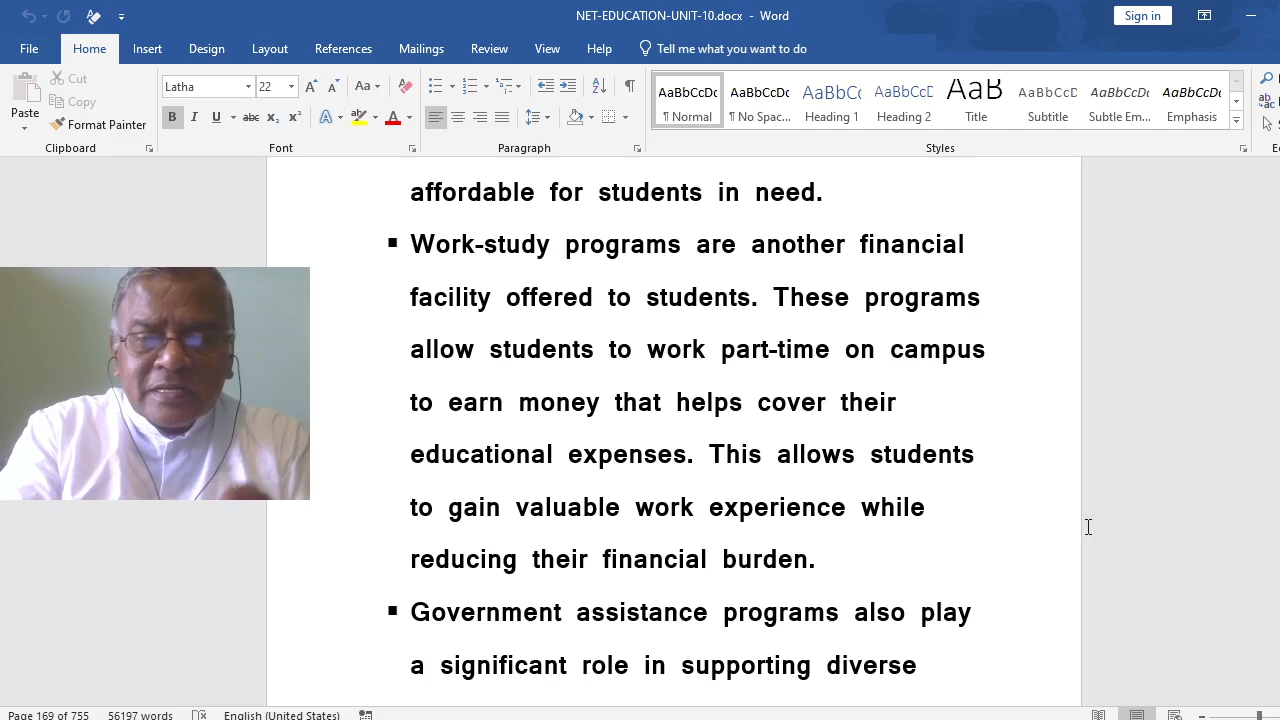 NET-EDUCATION-UNIT-10.docx - Word
Sign in
File Home Insert Design Layout References Mailings Review View Help Tell me what you want to do
Paste
Cut
Copy
Format Painter
Clipboard
Latha 22
B I U abc x₂ x²
Aa
Font
Paragraph
AaBbCcDc AaBbCcDc AaBbCc AaBbCcD AaB AaBbCcD AaBbCcDc AaBbCcDc
¶ Normal ¶ No Spac... Heading 1 Heading 2 Title Subtitle Subtle Em... Emphasis
Styles
affordable for students in need.
▪ Work-study programs are another financial
facility offered to students. These programs
allow students to work part-time on campus
to earn money that helps cover their
educational expenses. This allows students
to gain valuable work experience while
reducing their financial burden.
▪ Government assistance programs also play
a significant role in supporting diverse
Page 169 of 755 56197 words English (United States)